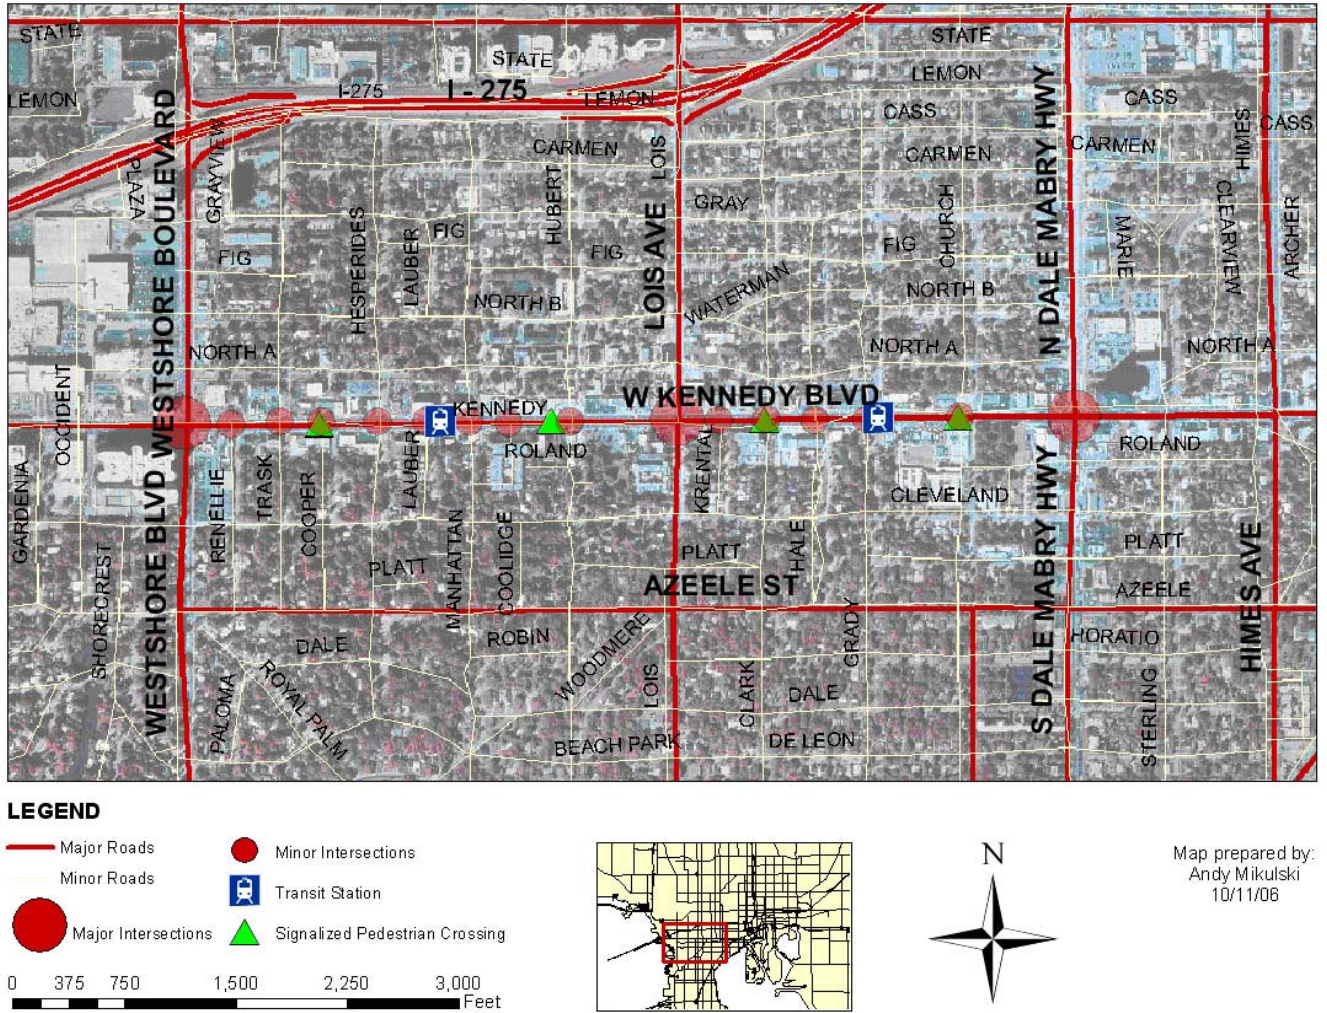 STATE
STATE
STATE
LEMON
I-275
I - 275
LEMON
LEMON
CASS
CASS
CASS
CARMEN
CARMEN
CARMEN
HIMES
PLAZA
GRAYVIEW
LOIS
HUBERT
GRAY
CHURCH
CLEARVIEW
ARCHER
MARIE
HESPERIDES
LAUBER
FIG
FIG
FIG
FIG
WESTSHORE BOULEVARD
LOIS AVE
N DALE MABRY HWY
WATERMAN
NORTH B
NORTH B
NORTH A
NORTH A
NORTH A
OCCIDENT
W KENNEDY BLVD
KENNEDY
ROLAND
ROLAND
GARDENIA
WESTSHORE BLVD
RENELLIE
TRASK
COOPER
LAUBER
MANHATTAN
COOLIDGE
KRENTAL
CLEVELAND
HALE
PLATT
PLATT
PLATT
AZEELE ST
AZEELE
SHORECREST
S DALE MABRY HWY
HIMES AVE
DALE
ROBIN
WOODMERE
GRADY
HORATIO
PALOMA
ROYAL PALM
LOIS
CLARK
DALE
STERLING
BEACH PARK
DE LEON
LEGEND
Major Roads
Minor Roads
Major Intersections
Minor Intersections
Transit Station
Signalized Pedestrian Crossing
0 375 750 1,500 2,250 3,000
Feet
N
Map prepared by:
Andy Mikulski
10/11/06